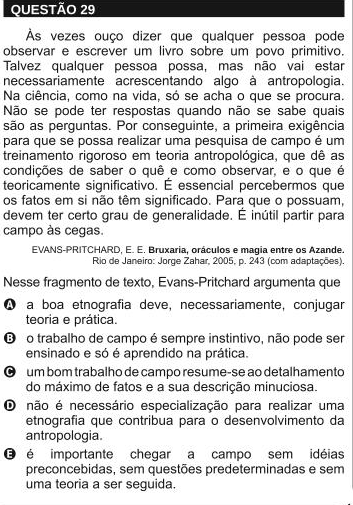 QUESTÃO 29
Às vezes ouço dizer que qualquer pessoa pode
observar e escrever um livro sobre um povo primitivo.
Talvez qualquer pessoa possa, mas não vai estar
necessariamente acrescentando algo à antropologia.
Na ciência, como na vida, só se acha o que se procura.
Não se pode ter respostas quando não se sabe quais
são as perguntas. Por conseguinte, a primeira exigência
para que se possa realizar uma pesquisa de campo é um
treinamento rigoroso em teoria antropológica, que dê as
condições de saber o quê e como observar, e o que é
teoricamente significativo. É essencial percebermos que
os fatos em si não têm significado. Para que o possuam,
devem ter certo grau de generalidade. É inútil partir para
campo às cegas.
EVANS-PRITCHARD, E. E. Bruxaria, oráculos e magia entre os Azande.
Rio de Janeiro: Jorge Zahar, 2005, p. 243 (com adaptações).
Nesse fragmento de texto, Evans-Pritchard argumenta que
A a boa etnografia deve, necessariamente, conjugar
teoria e prática.
B o trabalho de campo é sempre instintivo, não pode ser
ensinado e só é aprendido na prática.
C um bom trabalho de campo resume-se ao detalhamento
do máximo de fatos e a sua descrição minuciosa.
D não é necessário especialização para realizar uma
etnografia que contribua para o desenvolvimento da
antropologia.
E é importante chegar a campo sem idéias
preconcebidas, sem questões predeterminadas e sem
uma teoria a ser seguida.